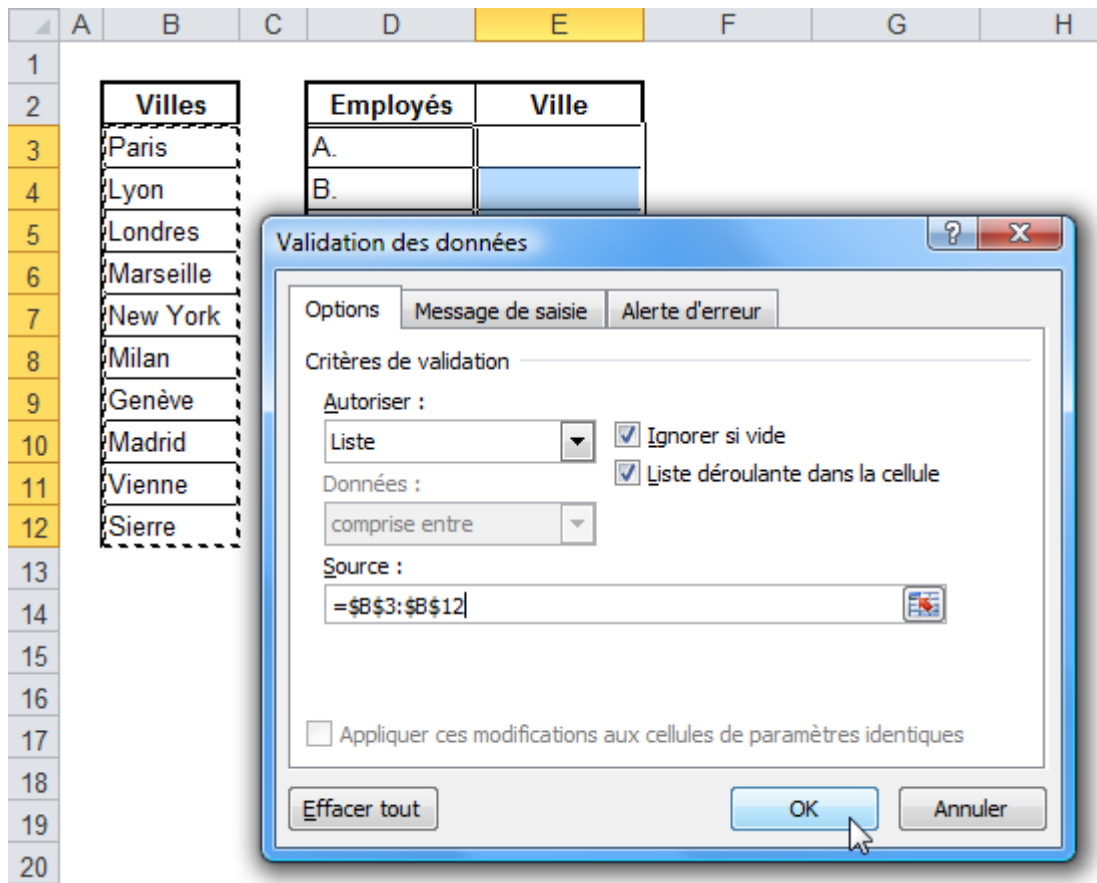 A B C D E F G H
1
2 Villes Employés Ville
3 Paris A.
4 Lyon B.
5 Londres
6 Marseille
7 New York
8 Milan
9 Genève
10 Madrid
11 Vienne
12 Sierre
13
14
15
16
17
18
19
20
Validation des données ?
Options Message de saisie Alerte d'erreur
Critères de validation
Autoriser :
Liste Ignorer si vide
Liste déroulante dans la cellule
Données :
comprise entre
Source :
=$B$3:$B$12
Appliquer ces modifications aux cellules de paramètres identiques
Effacer tout OK Annuler